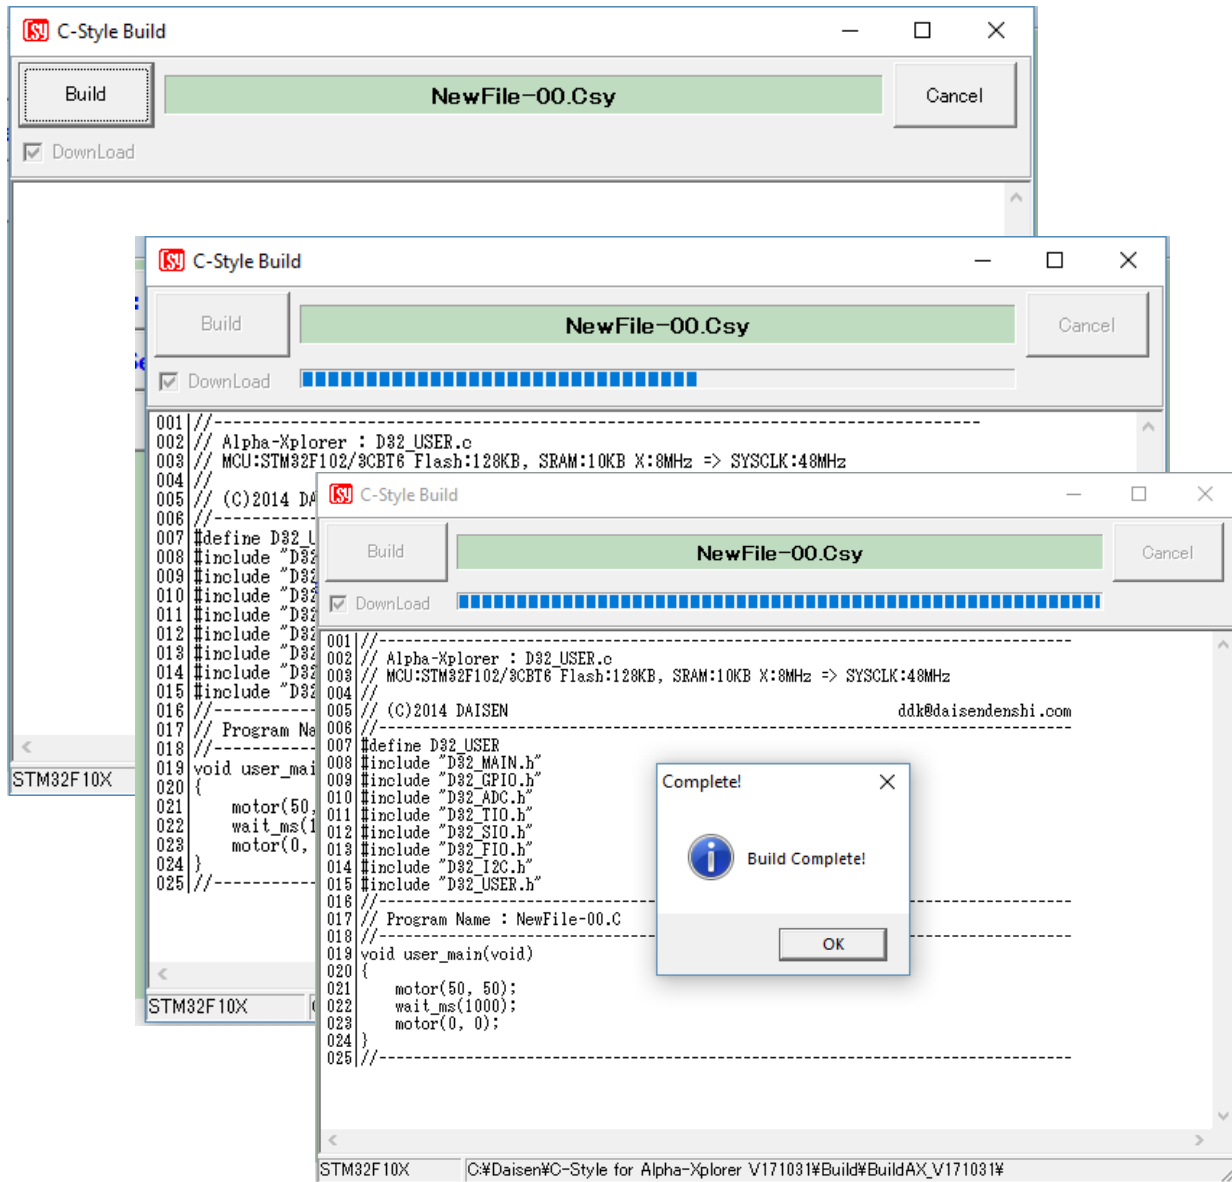 C-Style Build
Build
NewFile-00.Csy
Cancel
DownLoad
STM32F10X
C-Style Build
Build
NewFile-00.Csy
Cancel
DownLoad
001 //--------------------------------------------------------------------------------
002 // Alpha-Xplorer : D32_USER.c
003 // MCU:STM32F102/3CBT6 Flash:128KB, SRAM:10KB X:8MHz => SYSCLK:48MHz
004 //
005 // (C)2014 DA
006 //-----------
007 #define D32_U
008 #include "D32
009 #include "D32
010 #include "D32
011 #include "D32
012 #include "D32
013 #include "D32
014 #include "D32
015 #include "D32
016 //-----------
017 // Program Na
018 //-----------
019 void user_mai
020 {
021     motor(50,
022     wait_ms(1
023     motor(0,
024 }
025 //-----------
STM32F10X
C-Style Build
Build
NewFile-00.Csy
Cancel
DownLoad
001 //--------------------------------------------------------------------------------
002 // Alpha-Xplorer : D32_USER.c
003 // MCU:STM32F102/3CBT6 Flash:128KB, SRAM:10KB X:8MHz => SYSCLK:48MHz
004 //
005 // (C)2014 DAISEN ddk@daisendenshi.com
006 //--------------------------------------------------------------------------------
007 #define D32_USER
008 #include "D32_MAIN.h"
009 #include "D32_GPIO.h"
010 #include "D32_ADC.h"
011 #include "D32_TIO.h"
012 #include "D32_SIO.h"
013 #include "D32_FIO.h"
014 #include "D32_I2C.h"
015 #include "D32_USER.h"
016 //--------------------------------------------------------------------------------
017 // Program Name : NewFile-00.C
018 //--------------------------------------------------------------------------------
019 void user_main(void)
020 {
021     motor(50, 50);
022     wait_ms(1000);
023     motor(0, 0);
024 }
025 //--------------------------------------------------------------------------------
Complete!
Build Complete!
OK
STM32F10X C:¥Daisen¥C-Style for Alpha-Xplorer V171031¥Build¥BuildAX_V171031¥